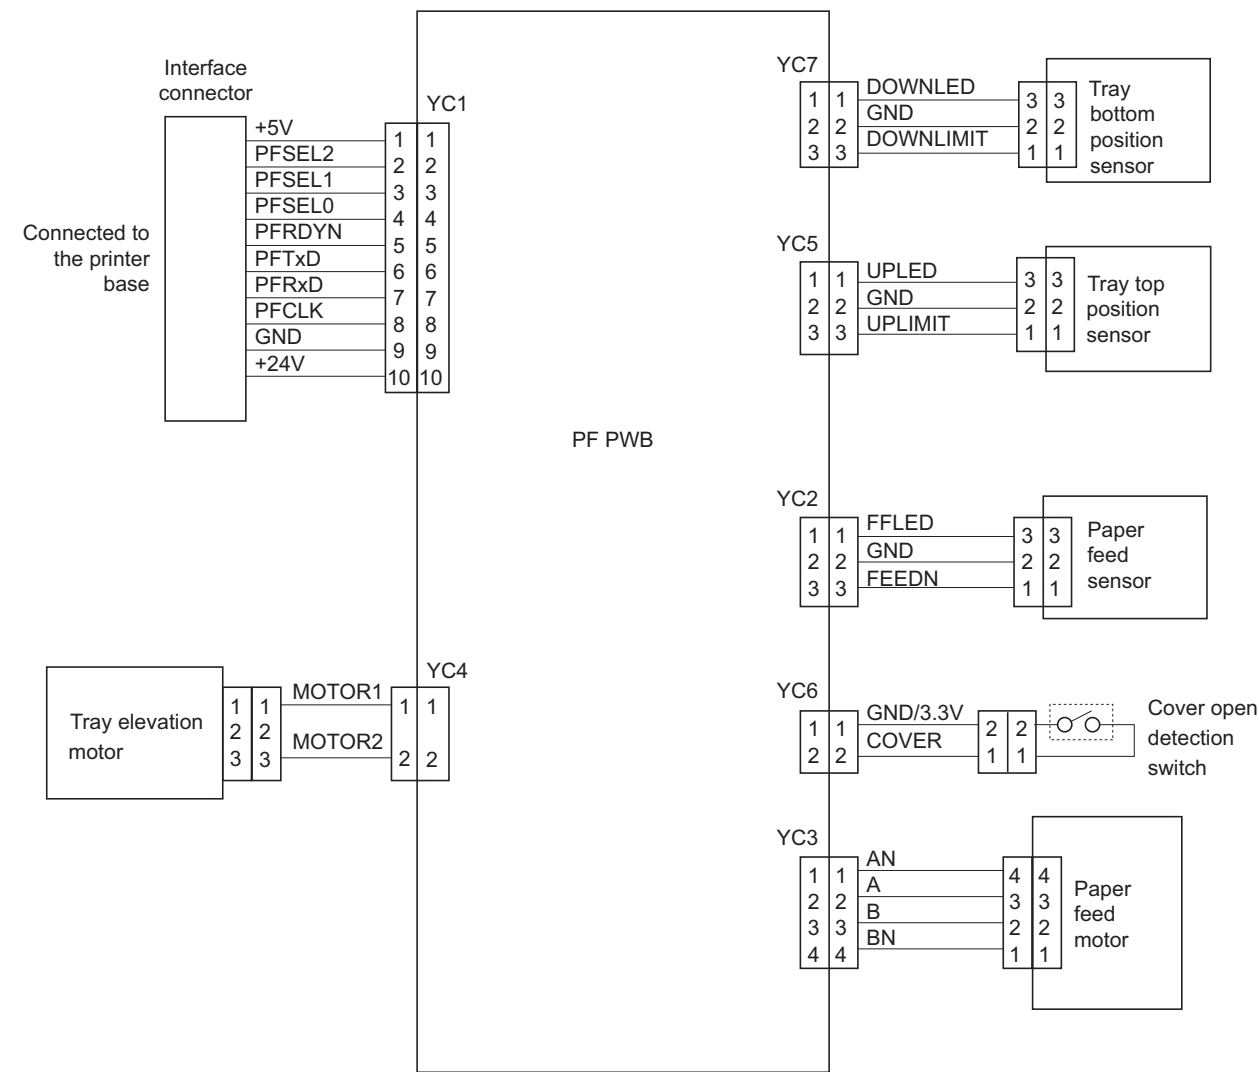 Interface
connector
YC1
Connected to
the printer
base
+5V
PFSEL2
PFSEL1
PFSEL0
PFRDYN
PFTxD
PFRxD
PFCLK
GND
+24V
1 1
2 2
3 3
4 4
5 5
6 6
7 7
8 8
9 9
10 10
PF PWB
Tray elevation
motor
1 1
2 2
3 3
MOTOR1
MOTOR2
YC4
1 1
2 2
YC7
1 1
2 2
3 3
DOWNLED
GND
DOWNLIMIT
3 3
2 2
1 1
Tray
bottom
position
sensor
YC5
1 1
2 2
3 3
UPLED
GND
UPLIMIT
3 3
2 2
1 1
Tray top
position
sensor
YC2
1 1
2 2
3 3
FFLED
GND
FEEDN
3 3
2 2
1 1
Paper
feed
sensor
YC6
1 1
2 2
GND/3.3V
COVER
2 2
1 1
Cover open
detection
switch
YC3
1 1
2 2
3 3
4 4
AN
A
B
BN
4 4
3 3
2 2
1 1
Paper
feed
motor